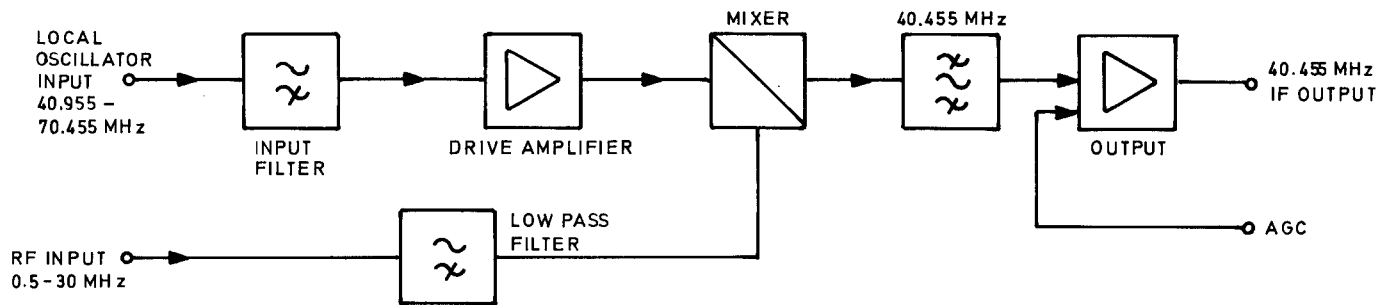 LOCAL
OSCILLATOR
INPUT
40.955 –
70.455 MHz
INPUT
FILTER
DRIVE AMPLIFIER
MIXER
40.455 MHz
OUTPUT
40.455 MHz
IF OUTPUT
AGC
LOW PASS
FILTER
RF INPUT
0.5-30 MHz